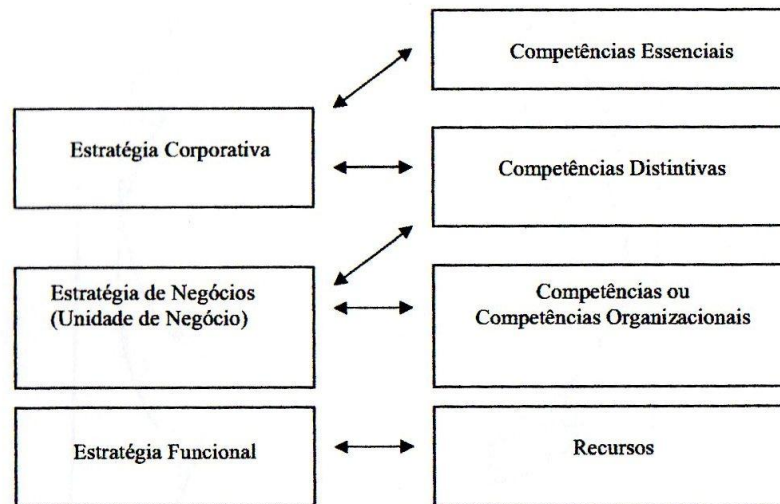 Competências Essenciais
Estratégia Corporativa
Competências Distintivas
Estratégia de Negócios
(Unidade de Negócio)
Competências ou
Competências Organizacionais
Estratégia Funcional
Recursos